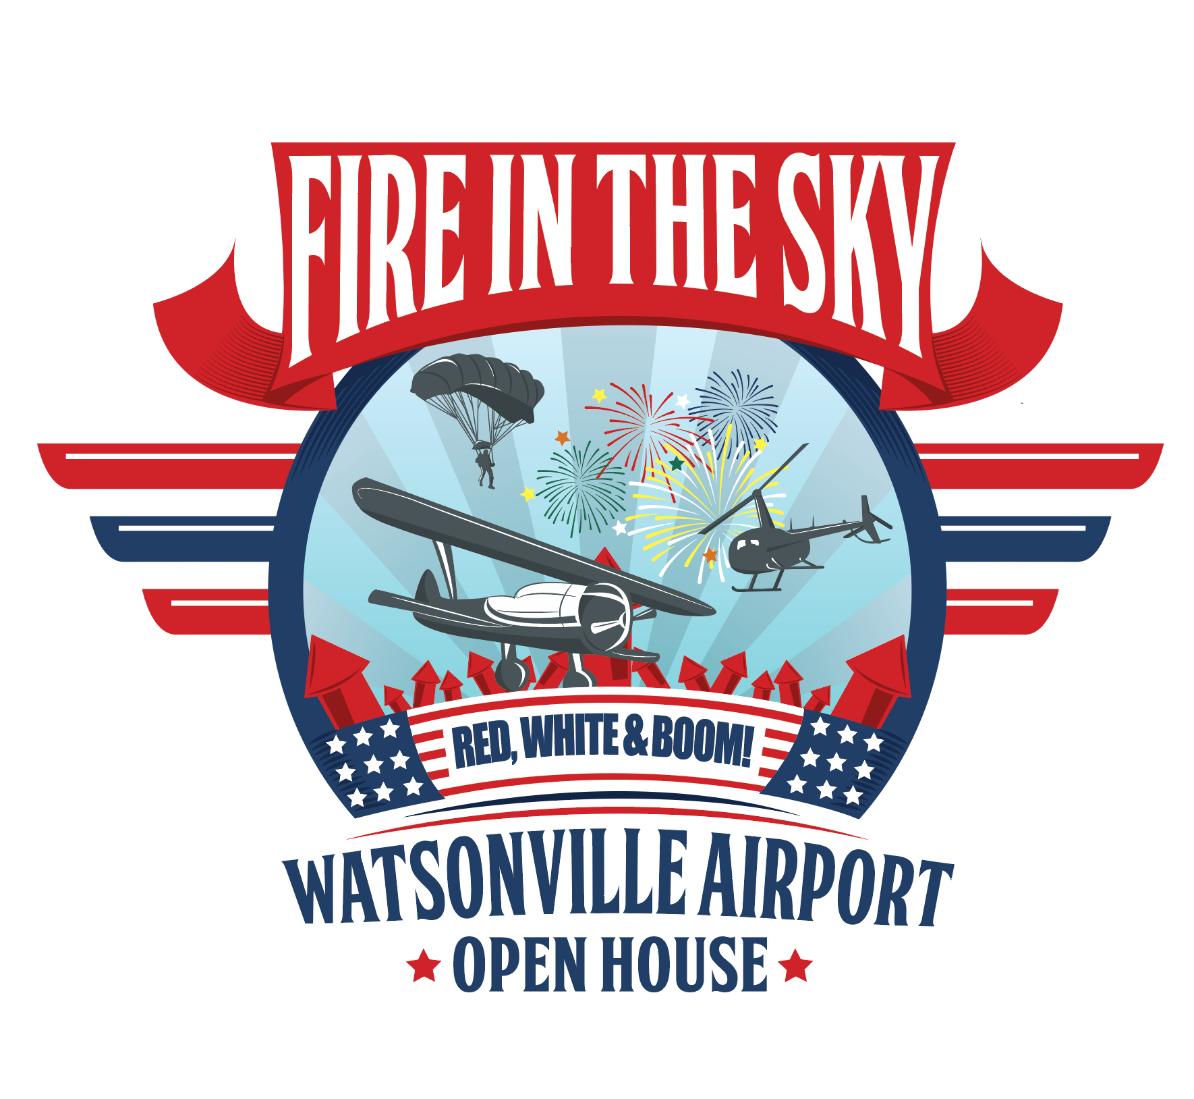 FIRE IN THE SKY
RED, WHITE & BOOM!
WATSONVILLE AIRPORT
OPEN HOUSE